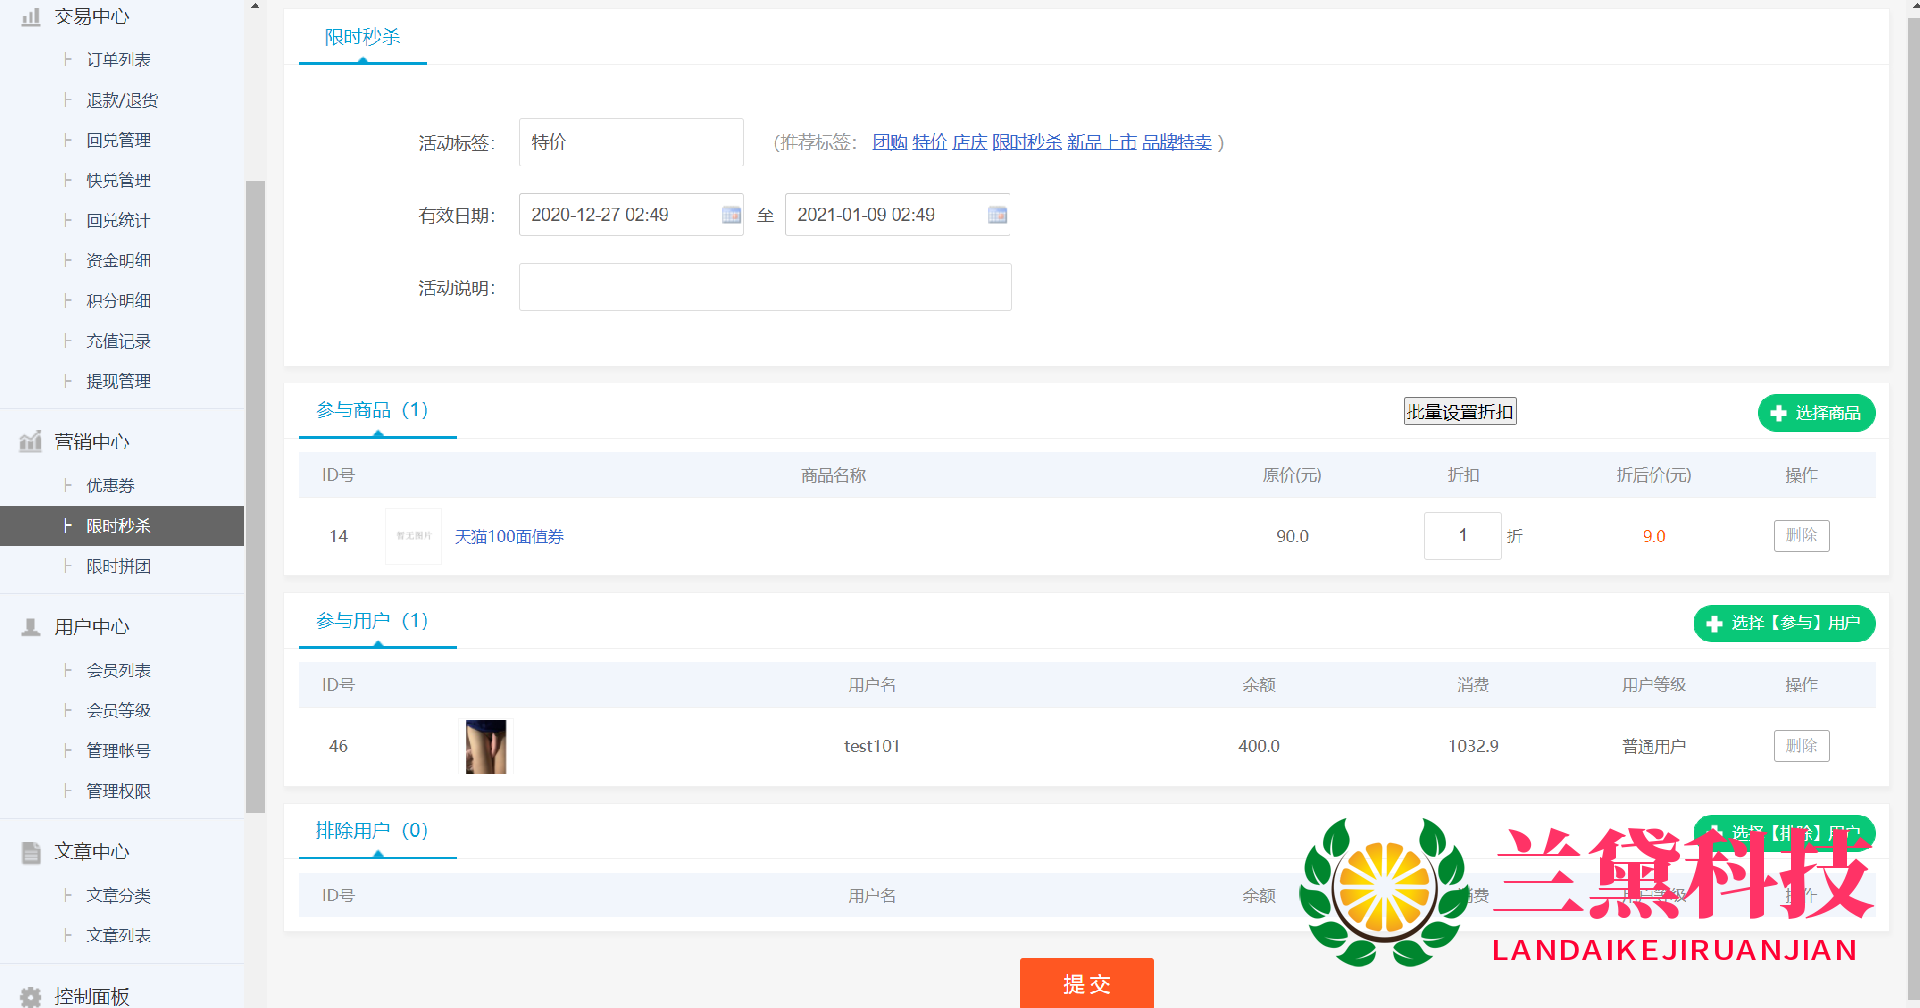 交易中心
订单列表
退款/退货
回兑管理
快兑管理
回兑统计
资金明细
积分明细
充值记录
提现管理
营销中心
优惠券
限时秒杀
限时拼团
用户中心
会员列表
会员等级
管理帐号
管理权限
文章中心
文章分类
文章列表
控制面板
限时秒杀
活动标签: 特价 (推荐标签: 团购 特价 店庆 限时秒杀 新品上市 品牌特卖 )
有效日期: 2020-12-27 02:49 至 2021-01-09 02:49
活动说明:
参与商品（1） 批量设置折扣 选择商品
ID号 商品名称 原价(元) 折扣 折后价(元) 操作
14 暂无图片 天猫100面值券 90.0 1 折 9.0 删除
参与用户（1） 选择【参与】用户
ID号 用户名 余额 消费 用户等级 操作
46 test101 400.0 1032.9 普通用户 删除
排除用户（0） 选择【排除】用户
ID号 用户名 余额 消费 用户等级 操作
兰黛科技
LANDAIKEJIRUANJIAN
提交